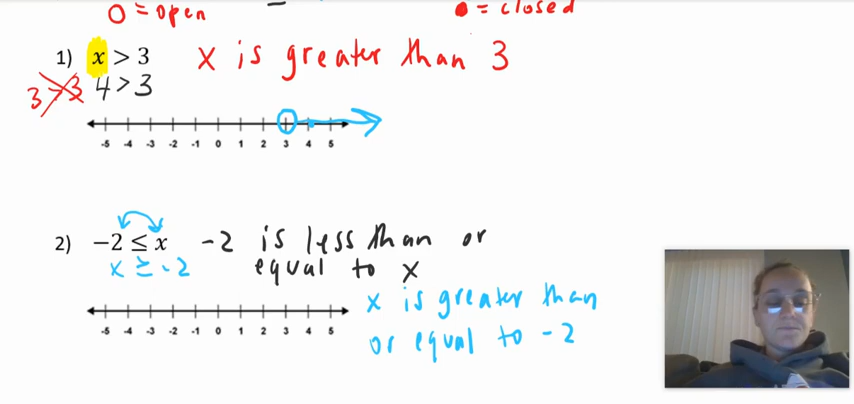 O = open
● = closed
1) x > 3 x is greater than 3
3 > 3 4 > 3
-5 -4 -3 -2 -1 0 1 2 3 4 5
2) −2 ≤ x -2 is less than or
x ≥ -2 equal to x
x is greater than
-5 -4 -3 -2 -1 0 1 2 3 4 5
or equal to -2